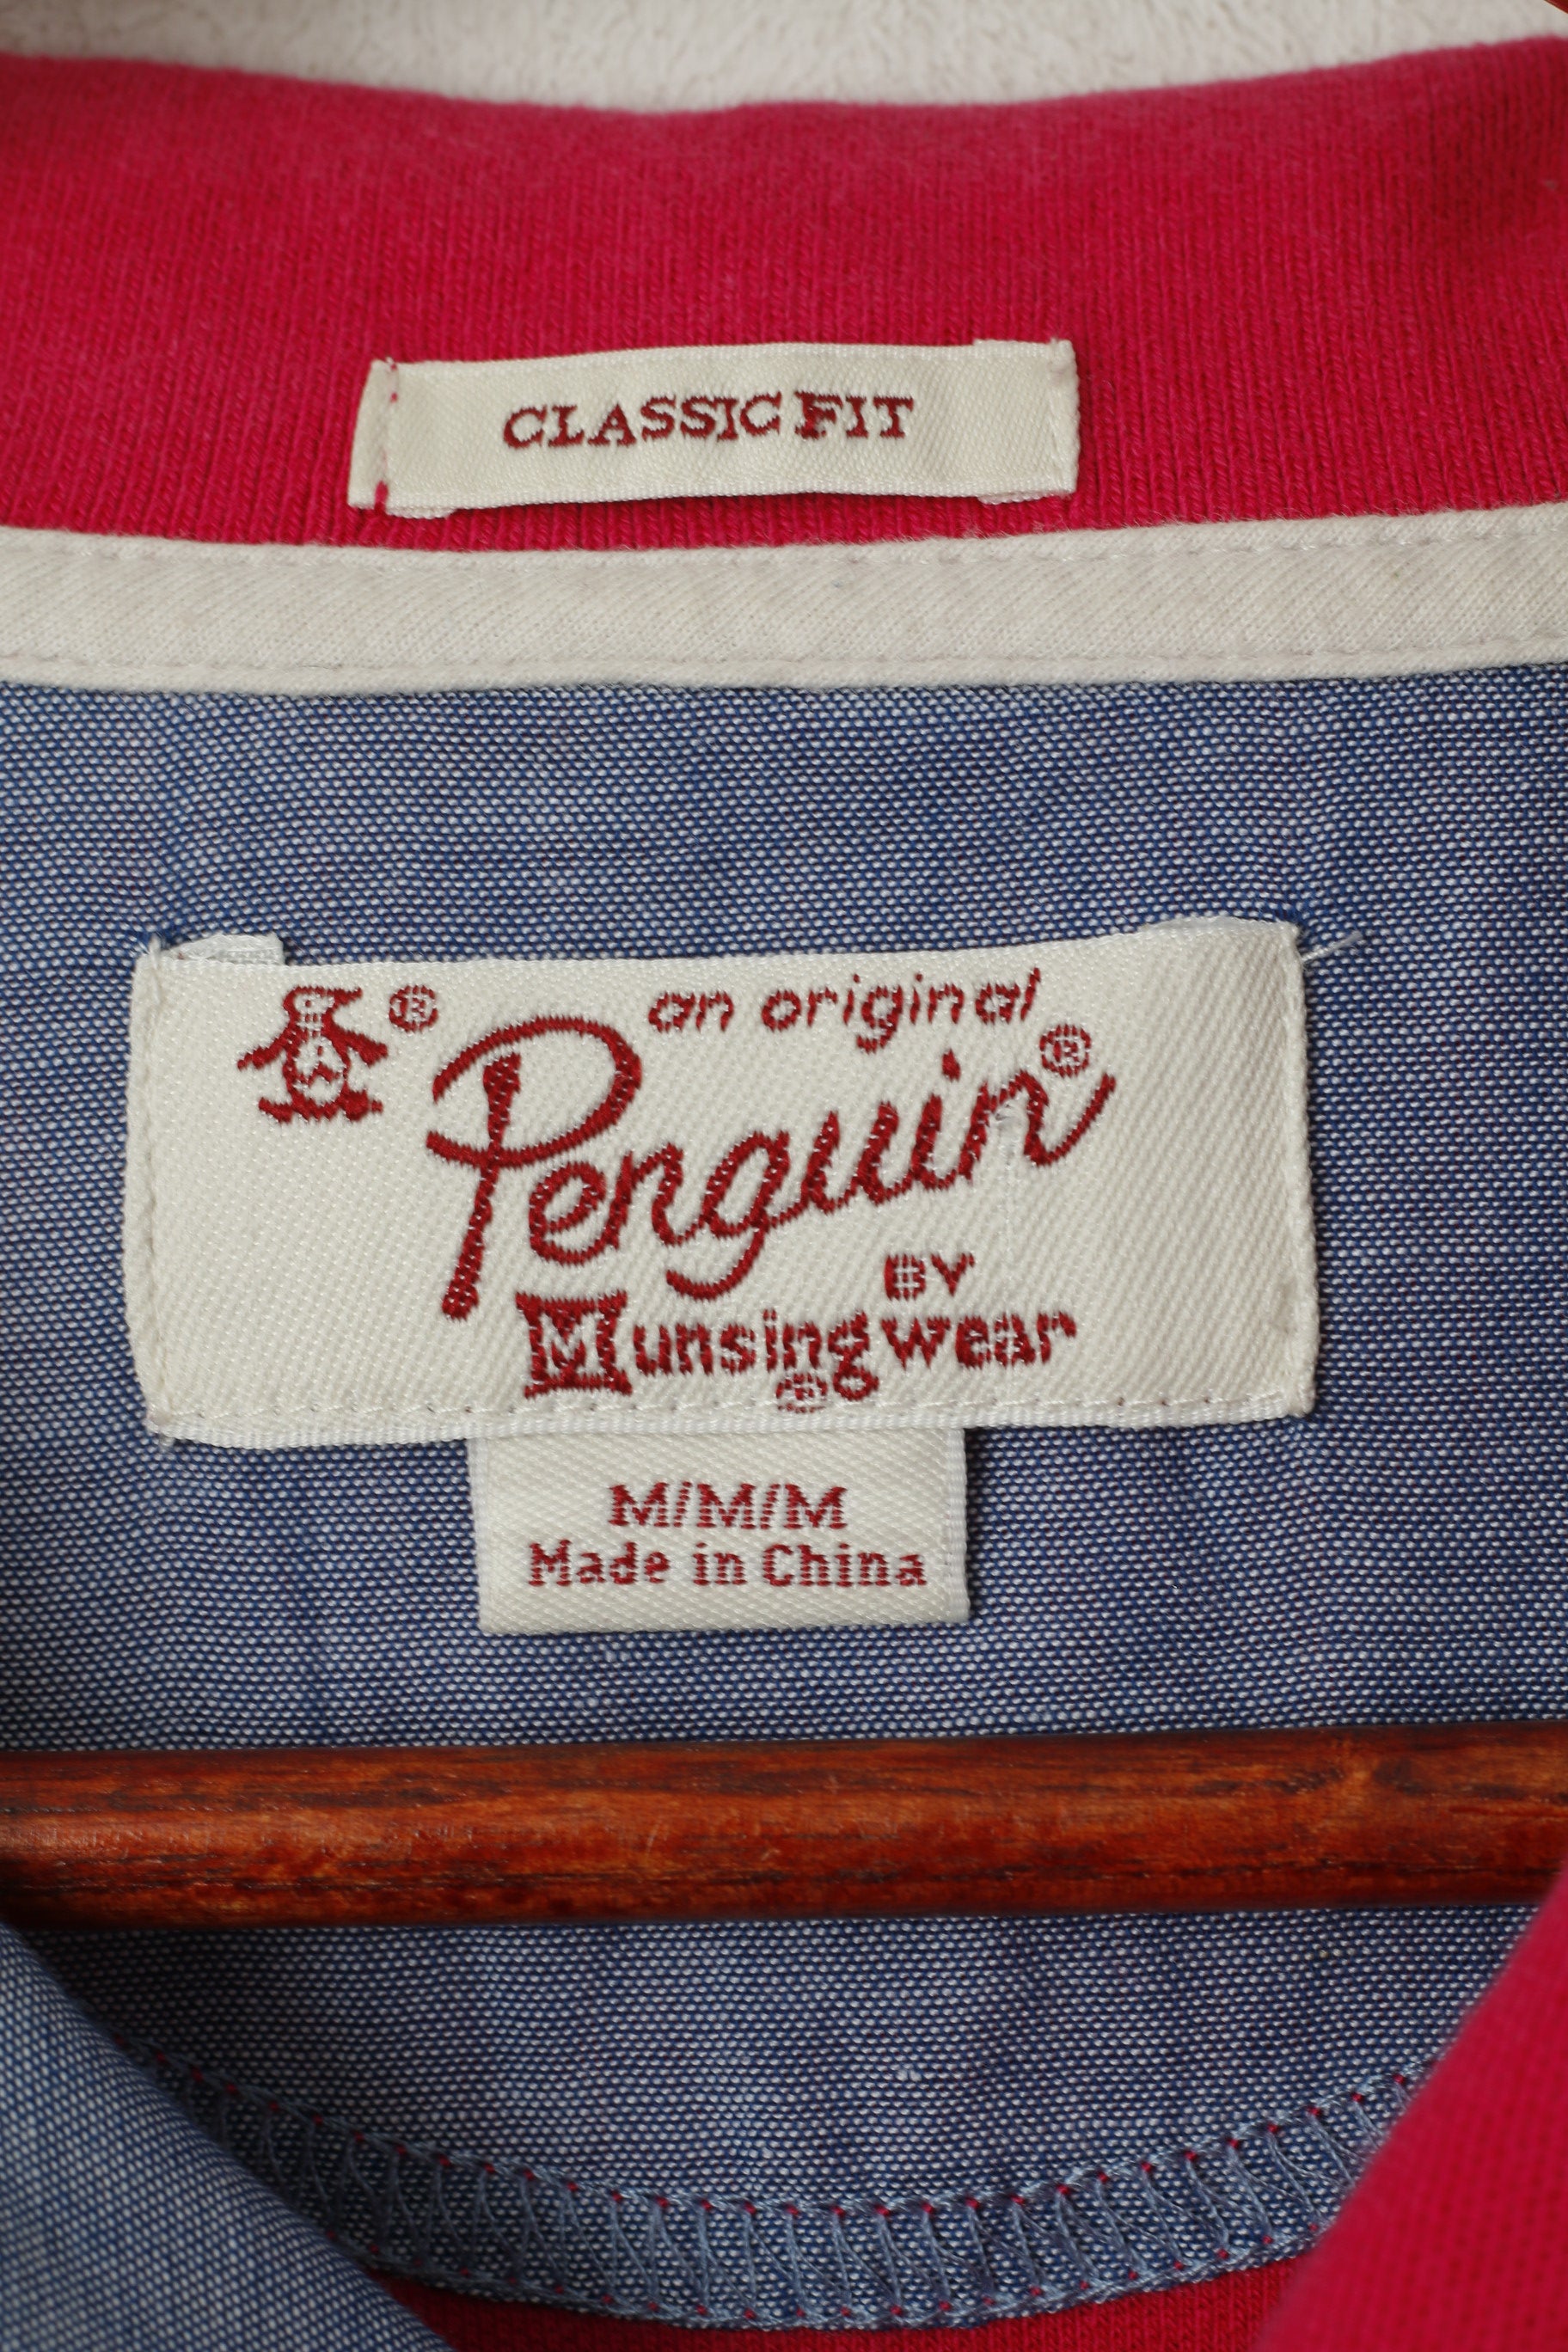 CLASSIC FIT
® an original
Penguin®
BY
Munsingwear
®
M/M/M
Made in China